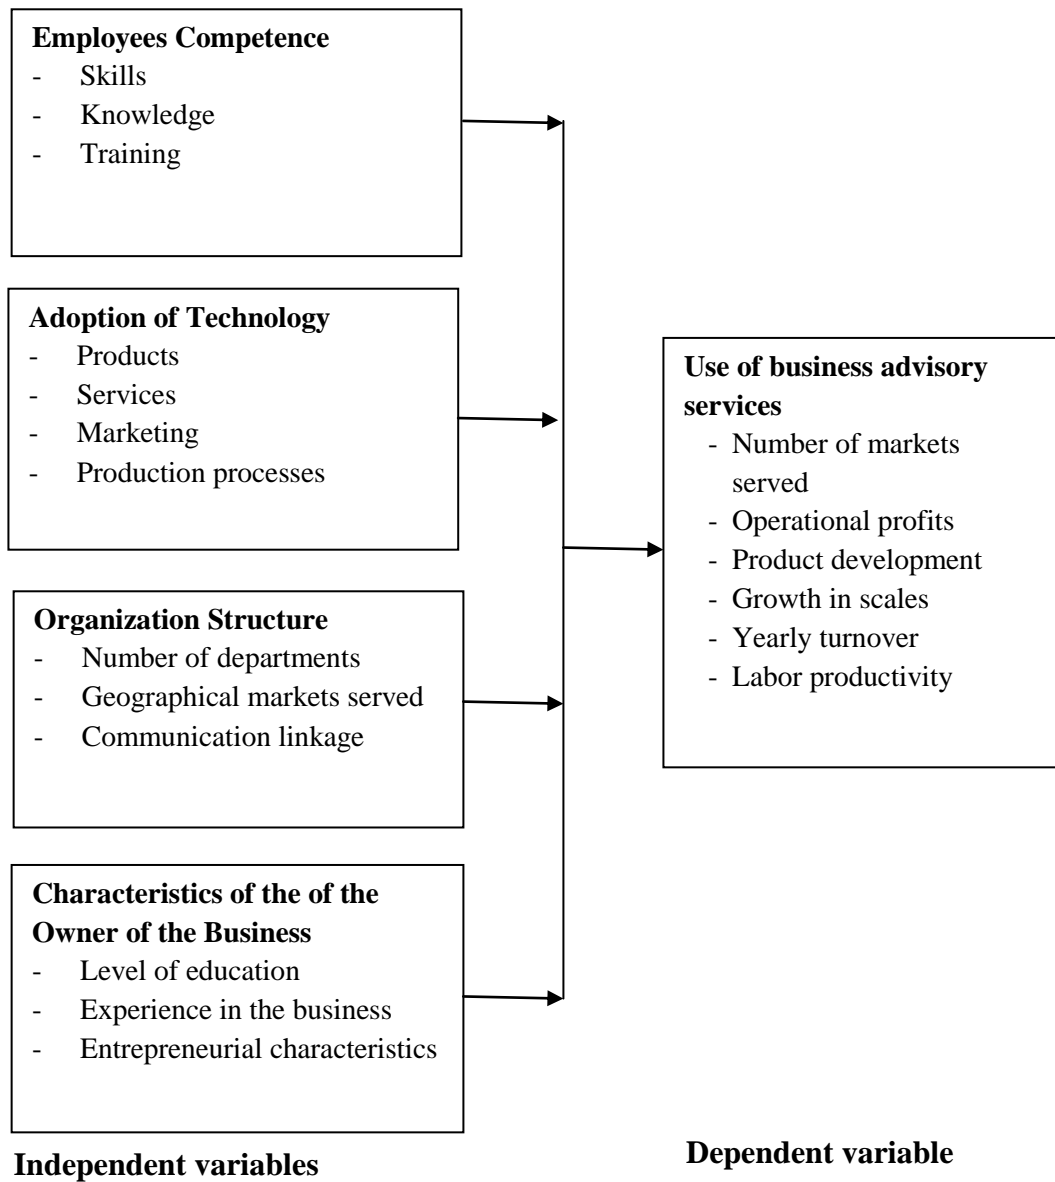 Employees Competence
- Skills
- Knowledge
- Training
Adoption of Technology
- Products
- Services
- Marketing
- Production processes
Organization Structure
- Number of departments
- Geographical markets served
- Communication linkage
Characteristics of the of the
Owner of the Business
- Level of education
- Experience in the business
- Entrepreneurial characteristics
Independent variables
Use of business advisory
services
- Number of markets
served
- Operational profits
- Product development
- Growth in scales
- Yearly turnover
- Labor productivity
Dependent variable